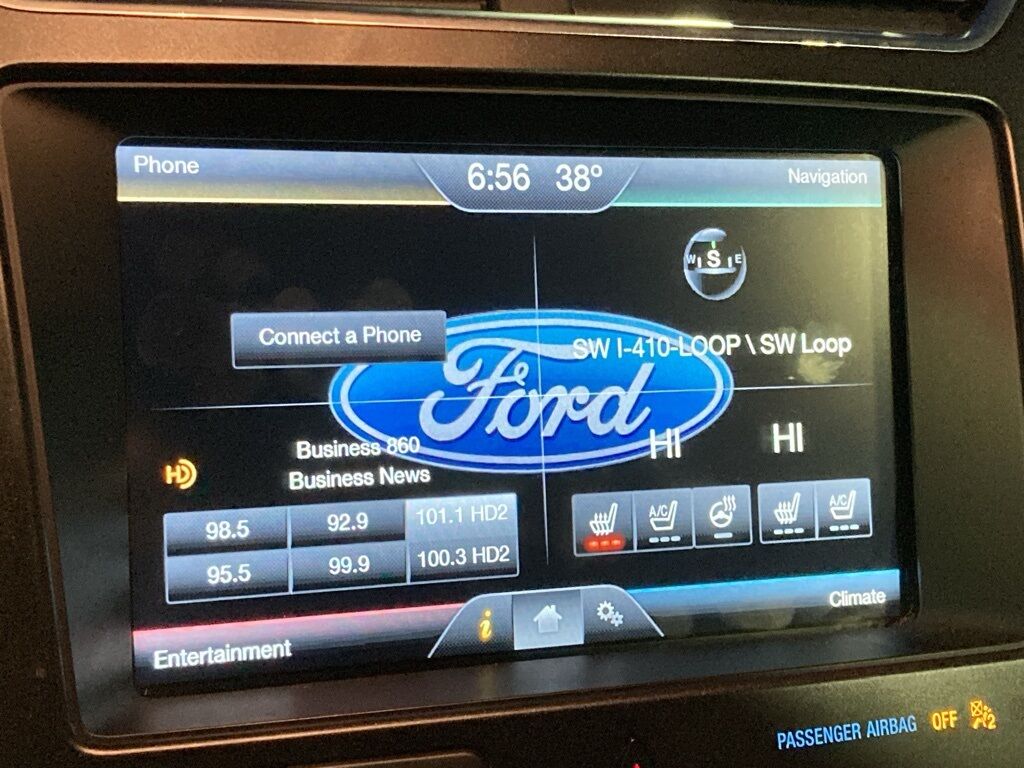 Phone
6:56 38º
Navigation
W S E
Connect a Phone
SW I-410-LOOP \ SW Loop
Ford
HD
Business 860
Business News
98.5 92.9 101.1 HD2
95.5 99.9 100.3 HD2
HI HI
A/C A/C
i
Entertainment
Climate
PASSENGER AIRBAG OFF 2